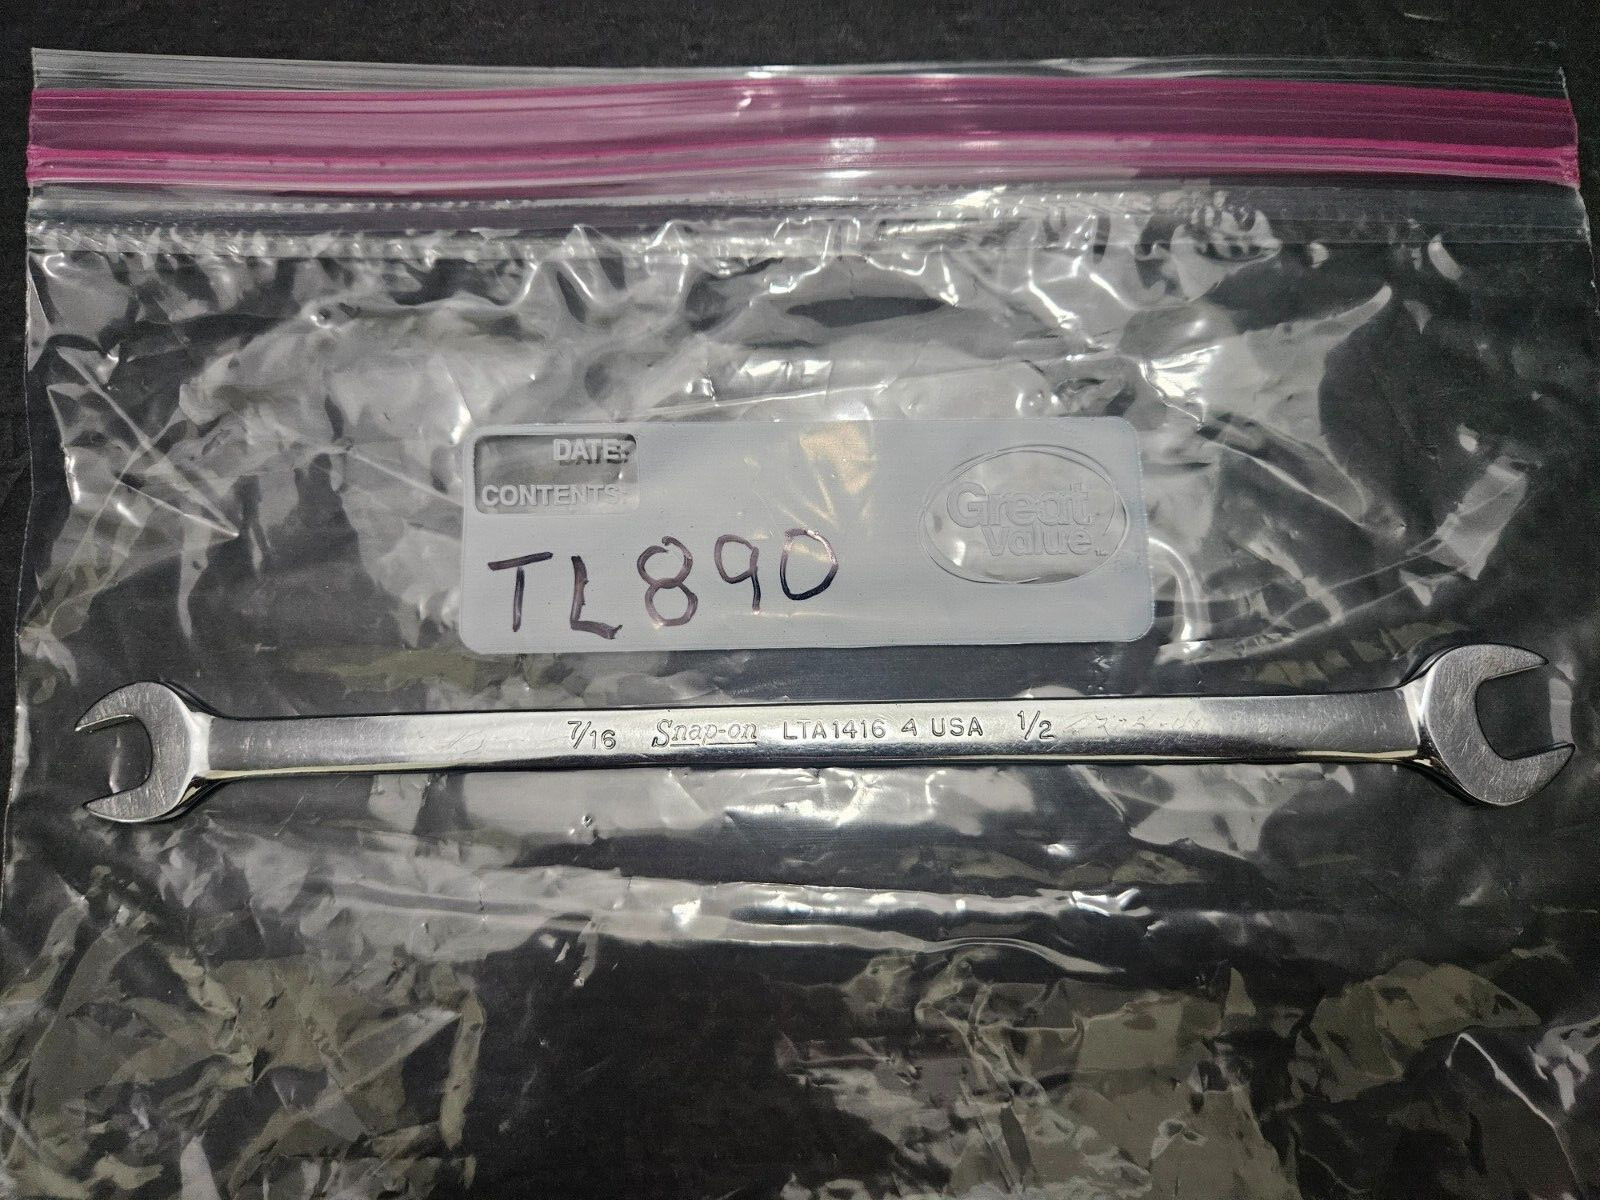 DATE:
CONTENTS:
Great Value
TL890
7/16 Snap-on LTA1416 4 USA 1/2